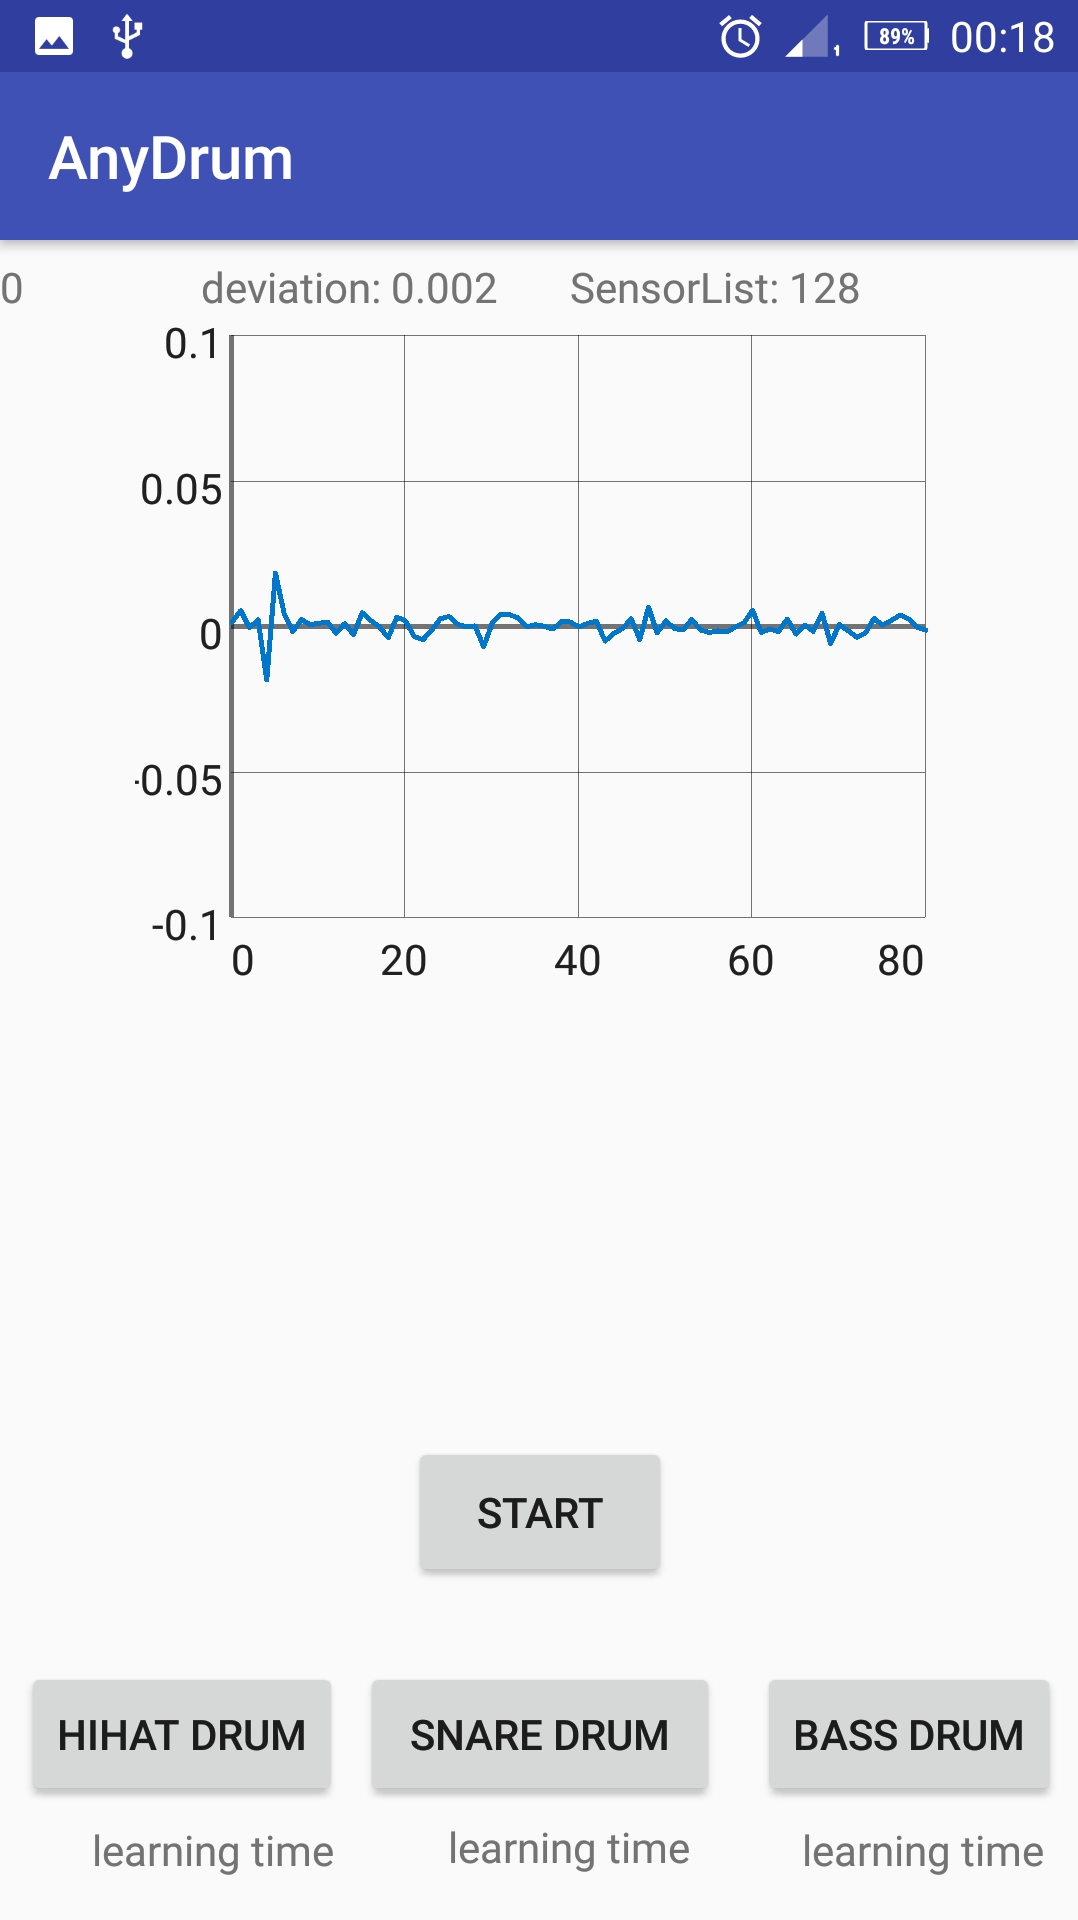 89% 00:18
AnyDrum
0 deviation: 0.002 SensorList: 128
0.1
0.05
0
-0.05
-0.1
0 20 40 60 80
START
HIHAT DRUM SNARE DRUM BASS DRUM
learning time learning time learning time